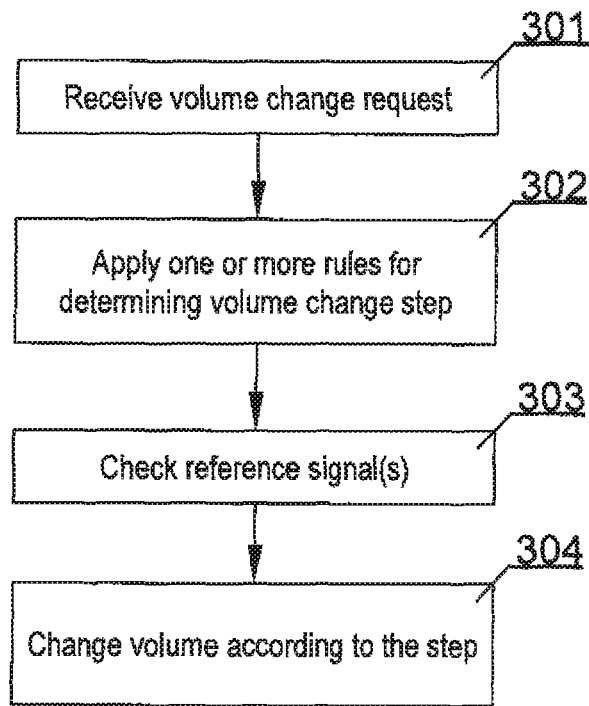 301
Receive volume change request
302
Apply one or more rules for
determining volume change step
303
Check reference signal(s)
304
Change volume according to the step